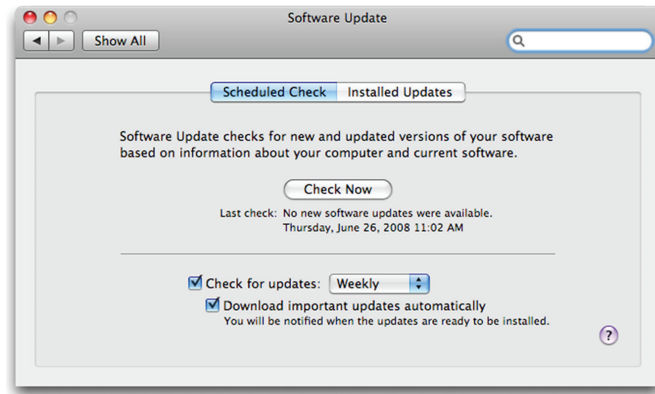 Software Update
Show All
Scheduled Check Installed Updates
Software Update checks for new and updated versions of your software
based on information about your computer and current software.
Check Now
Last check: No new software updates were available.
Thursday, June 26, 2008 11:02 AM
Check for updates: Weekly
Download important updates automatically
You will be notified when the updates are ready to be installed.
?